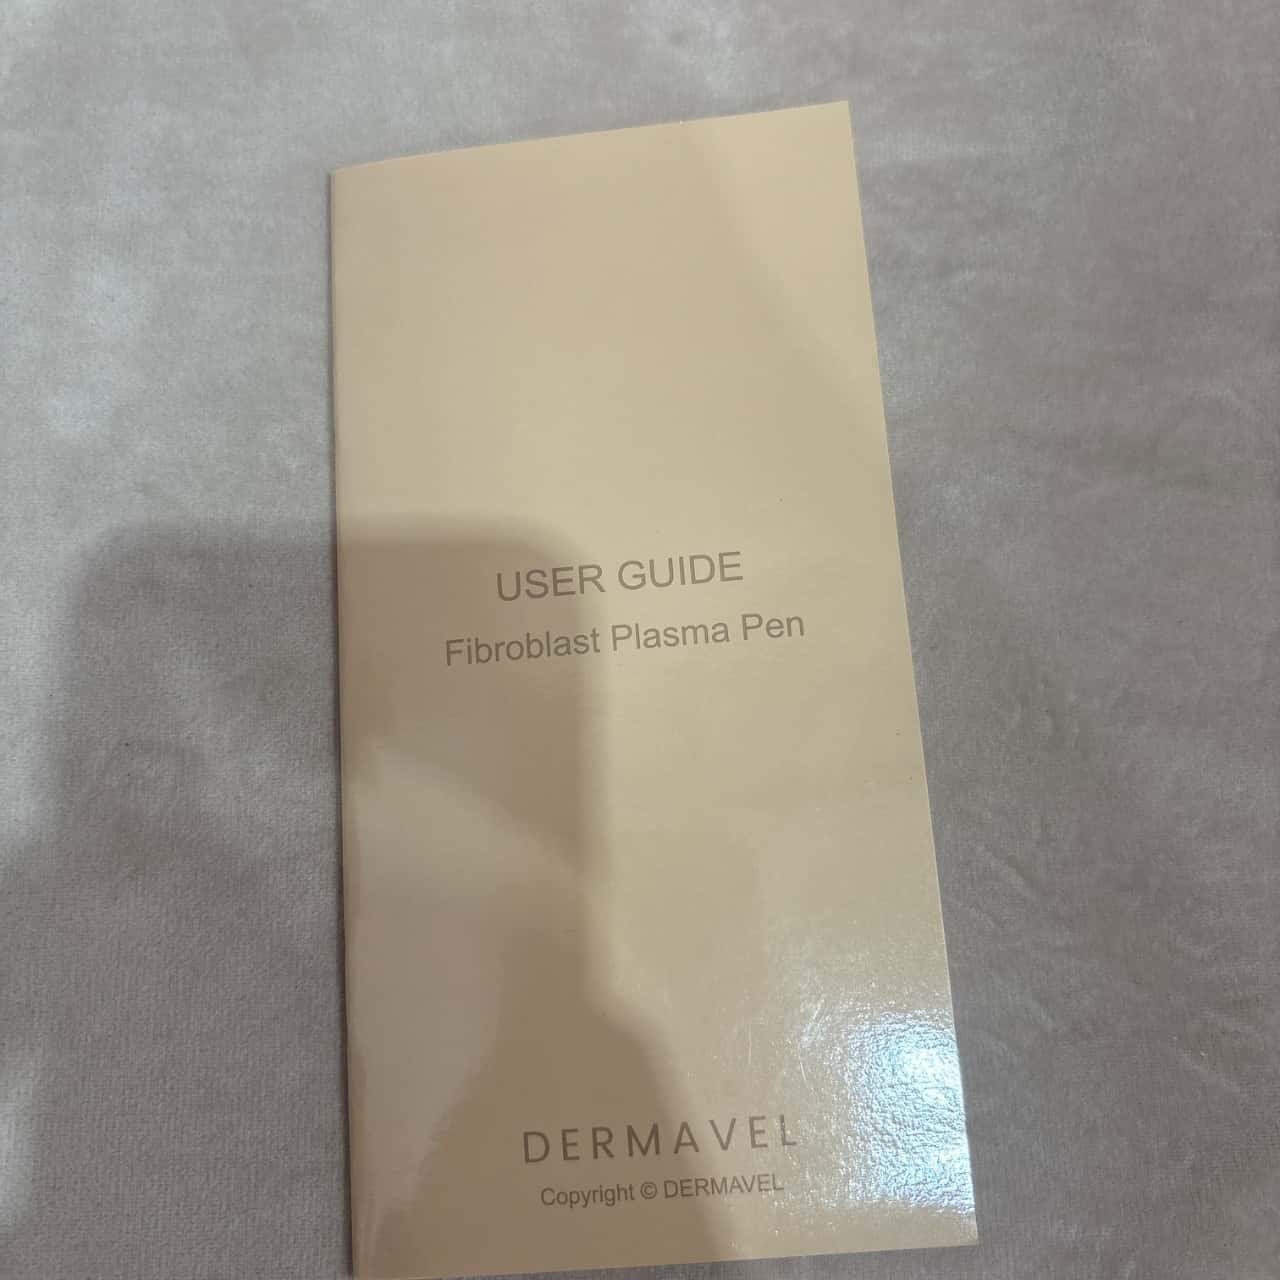 USER GUIDE
Fibroblast Plasma Pen
DERMAVEL
Copyright © DERMAVEL